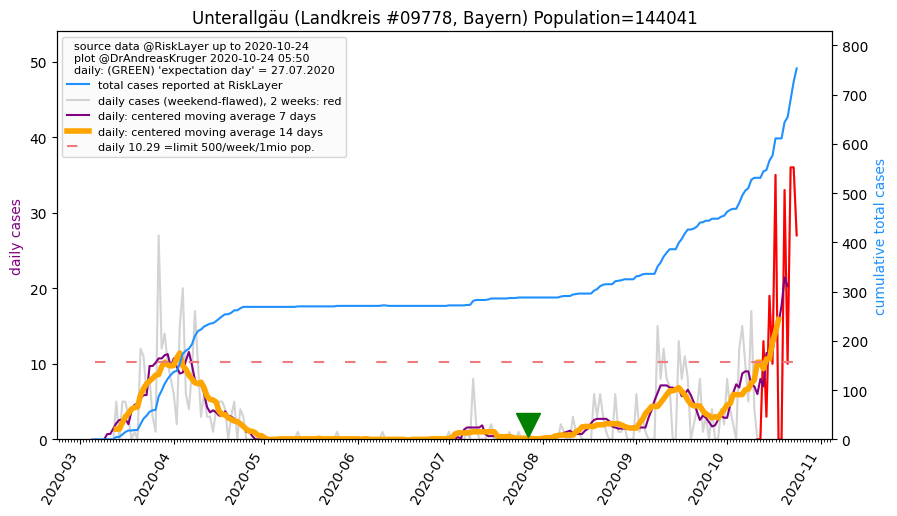 Unterallgäu (Landkreis #09778, Bayern) Population=144041
source data @RiskLayer up to 2020-10-24
plot @DrAndreasKruger 2020-10-24 05:50
daily: (GREEN) 'expectation day' = 27.07.2020
total cases reported at RiskLayer
daily cases (weekend-flawed), 2 weeks: red
daily: centered moving average 7 days
daily: centered moving average 14 days
daily 10.29 =limit 500/week/1mio pop.
daily cases
50
40
30
20
10
0
cumulative total cases
800
700
600
500
400
300
200
100
0
2020-03
2020-04
2020-05
2020-06
2020-07
2020-08
2020-09
2020-10
2020-11